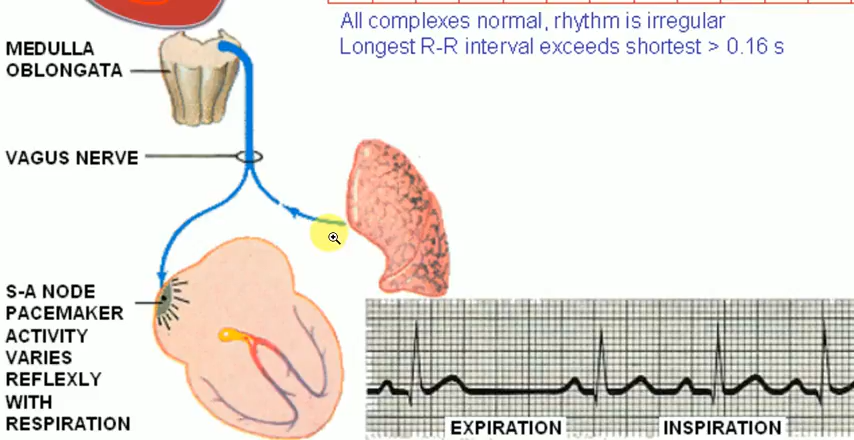 All complexes normal, rhythm is irregular
Longest R-R interval exceeds shortest > 0.16 s
MEDULLA
OBLONGATA
VAGUS NERVE
S-A NODE
PACEMAKER
ACTIVITY
VARIES
REFLEXLY
WITH
RESPIRATION
EXPIRATION
INSPIRATION